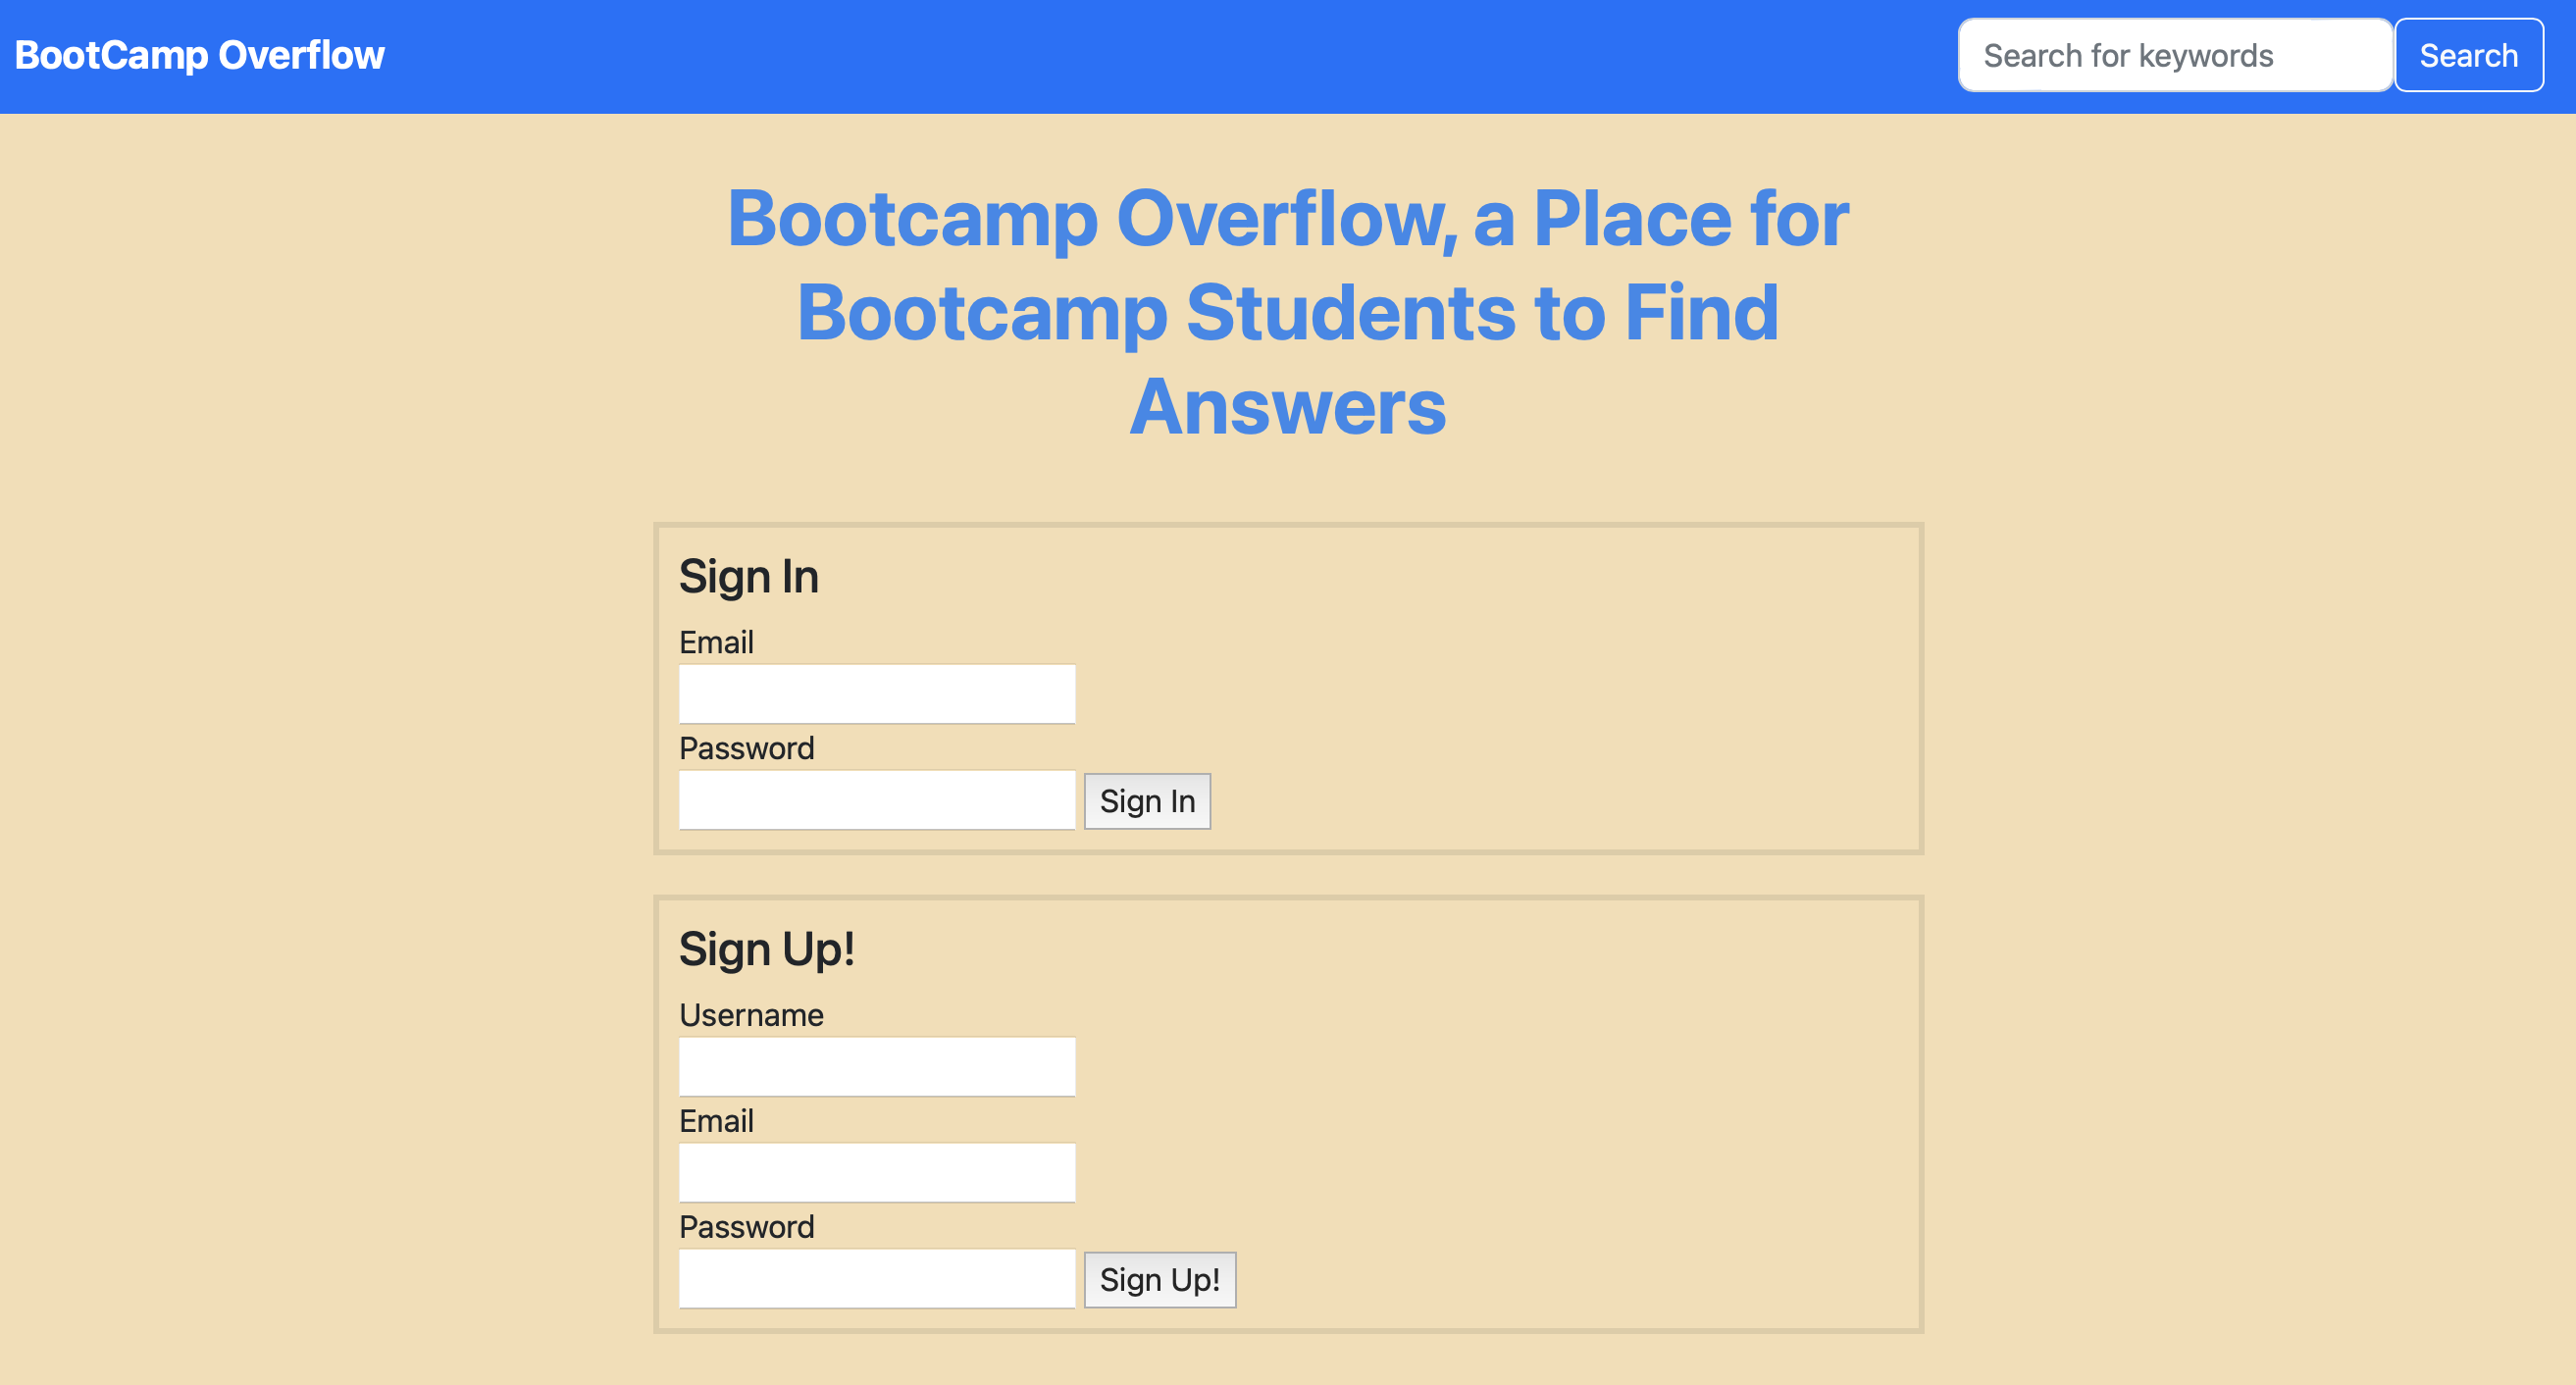 BootCamp Overflow
Search for keywords
Search
Bootcamp Overflow, a Place for
Bootcamp Students to Find
Answers
Sign In
Email
Password
Sign In
Sign Up!
Username
Email
Password
Sign Up!